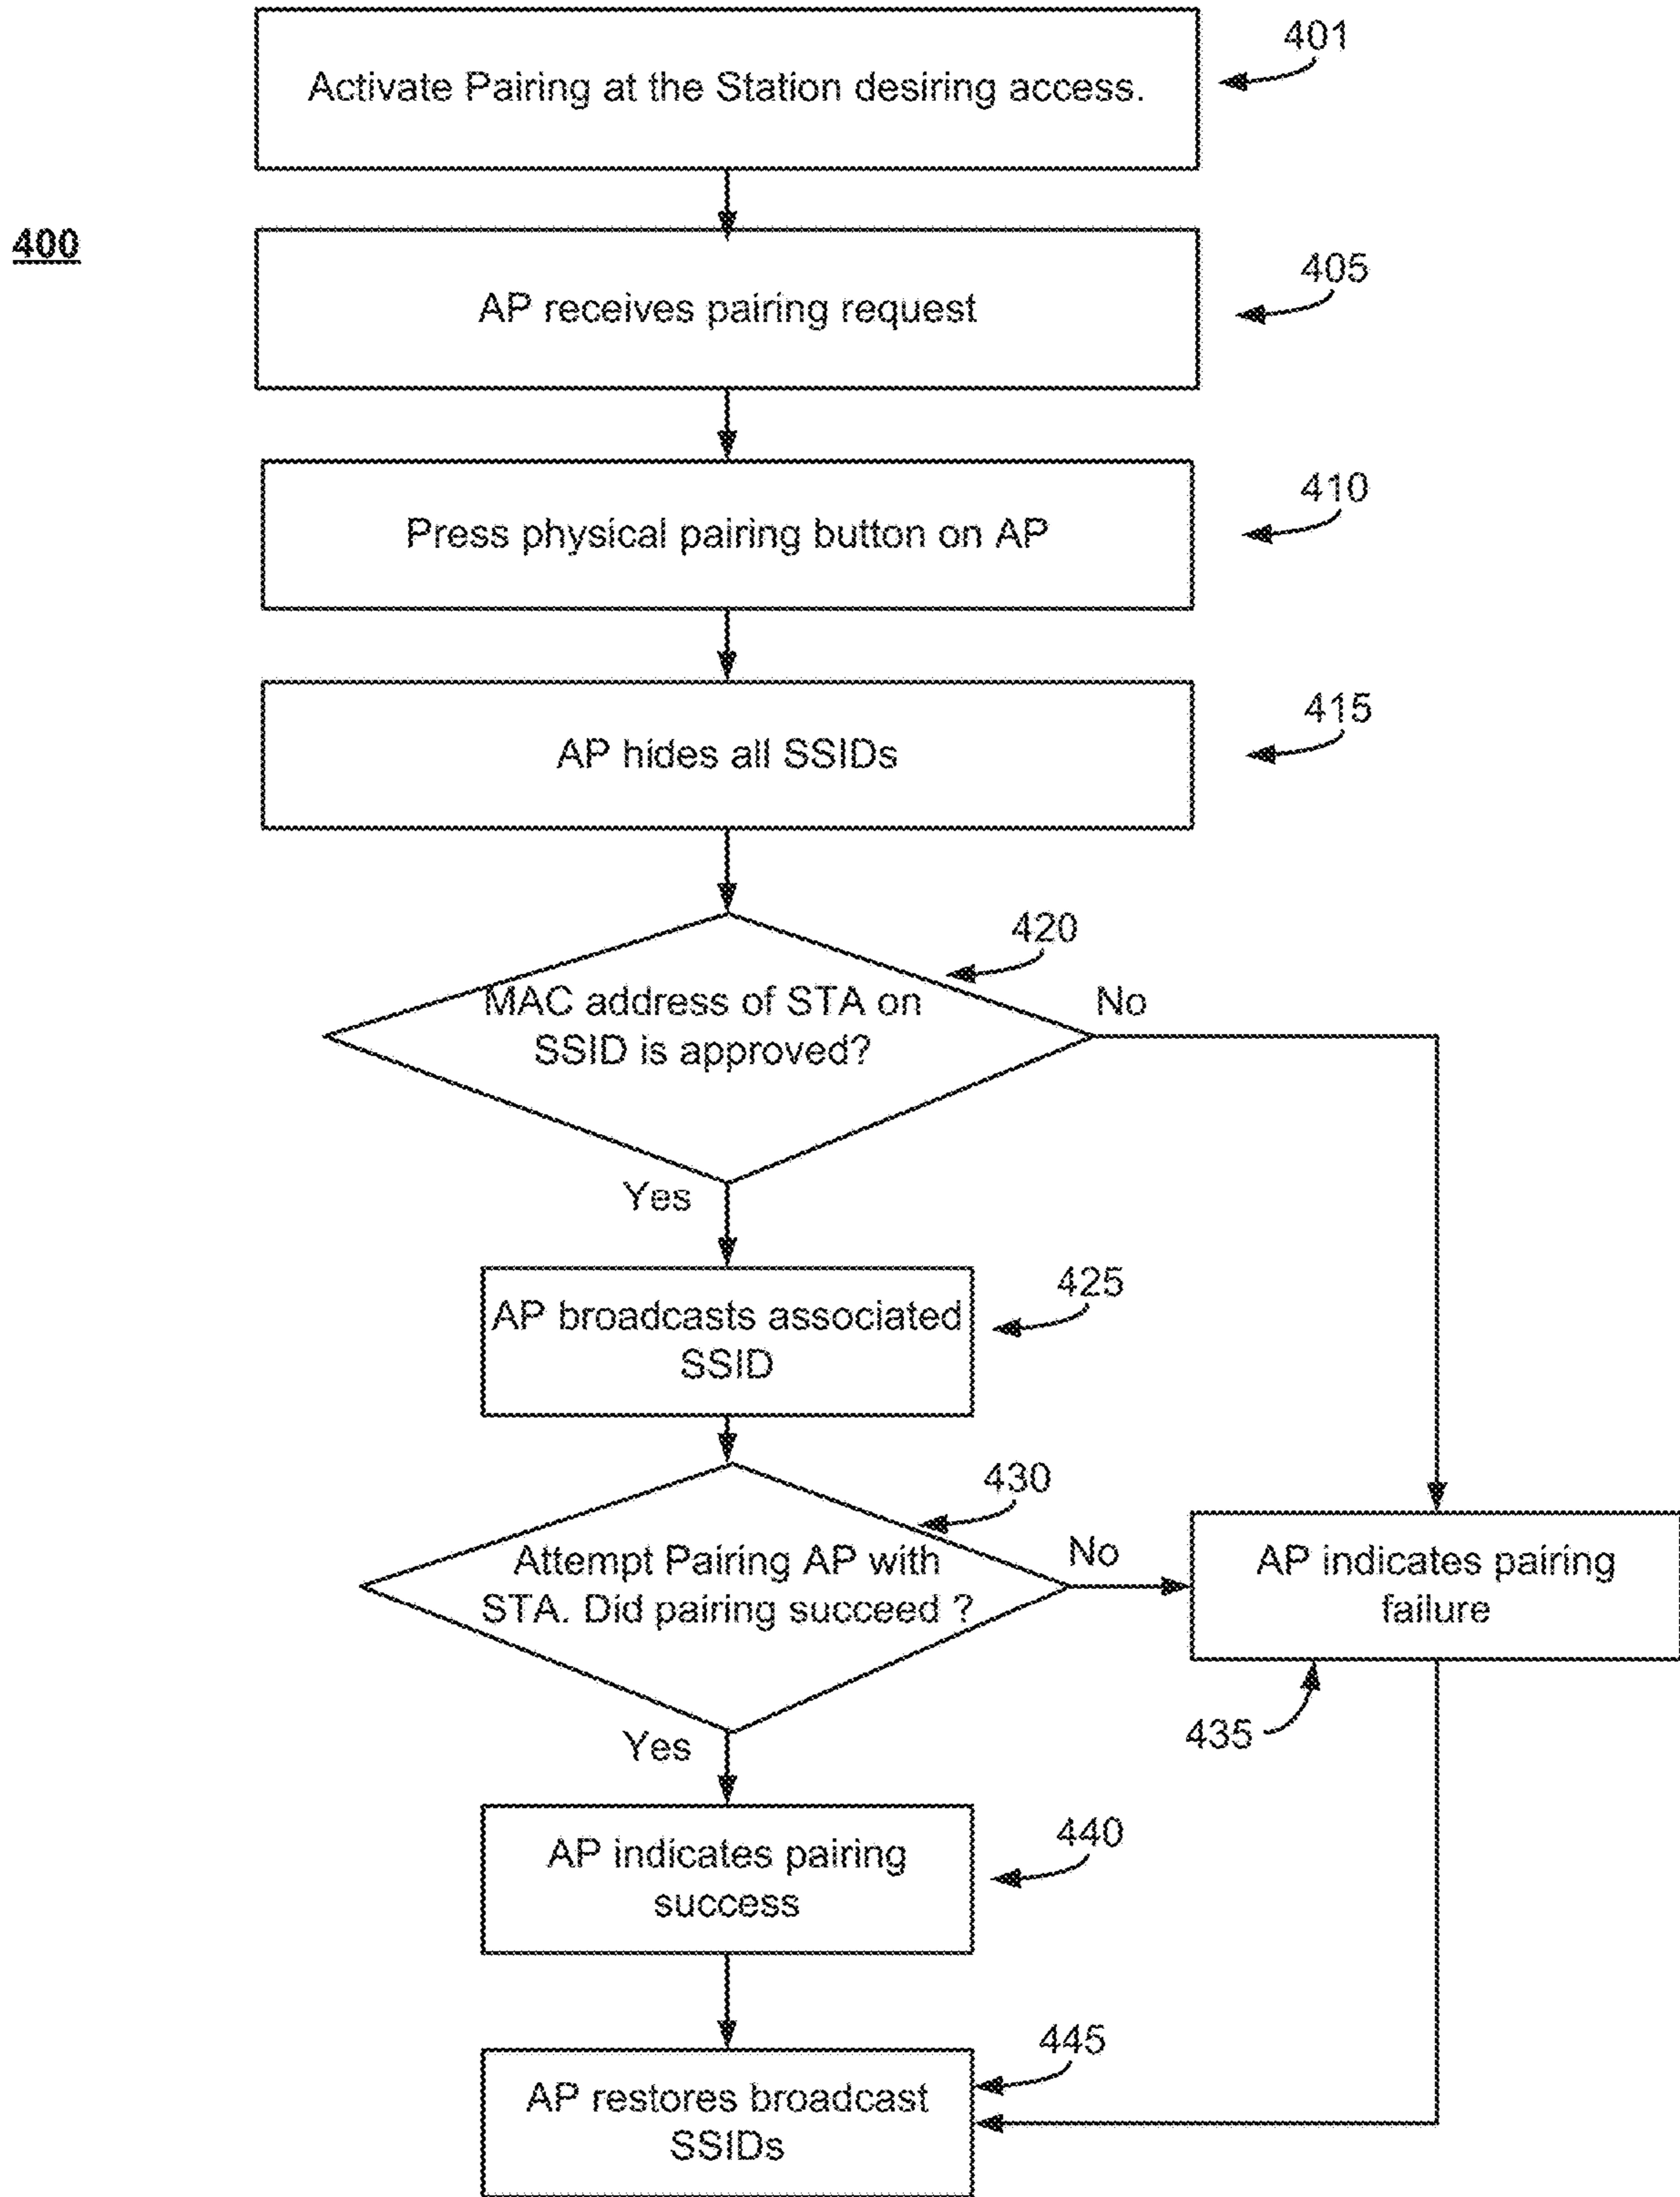 401
Activate Pairing at the Station desiring access.
400
405
AP receives pairing request
410
Press physical pairing button on AP
415
AP hides all SSIDs
420
MAC address of STA on
SSID is approved?
No
Yes
425
AP broadcasts associated
SSID
430
Attempt Pairing AP with
STA. Did pairing succeed ?
No
AP indicates pairing
failure
435
Yes
440
AP indicates pairing
success
445
AP restores broadcast
SSIDs